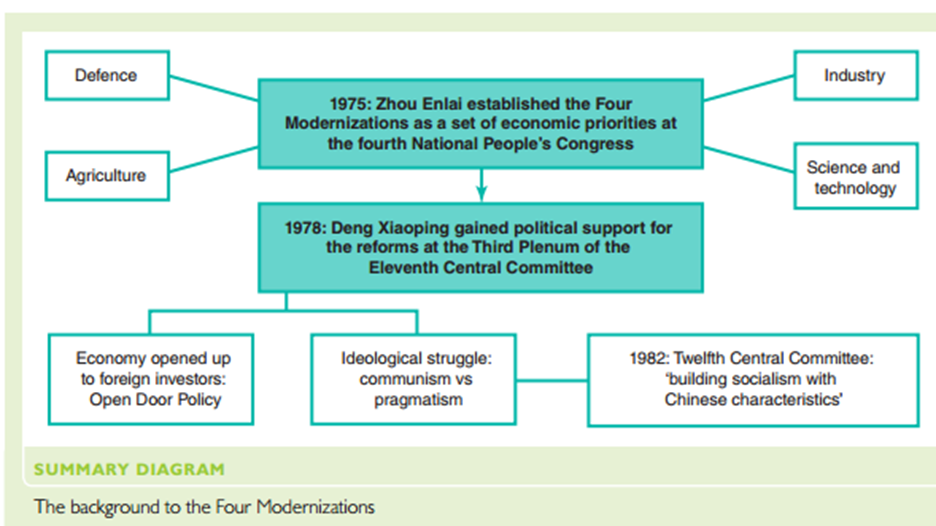 Defence
Industry
1975: Zhou Enlai established the Four
Modernizations as a set of economic priorities at
the fourth National People's Congress
Agriculture
Science and
technology
1978: Deng Xiaoping gained political support for
the reforms at the Third Plenum of the
Eleventh Central Committee
Economy opened up
to foreign investors:
Open Door Policy
Ideological struggle:
communism vs
pragmatism
1982: Twelfth Central Committee:
‘building socialism with
Chinese characteristics’
SUMMARY DIAGRAM
The background to the Four Modernizations